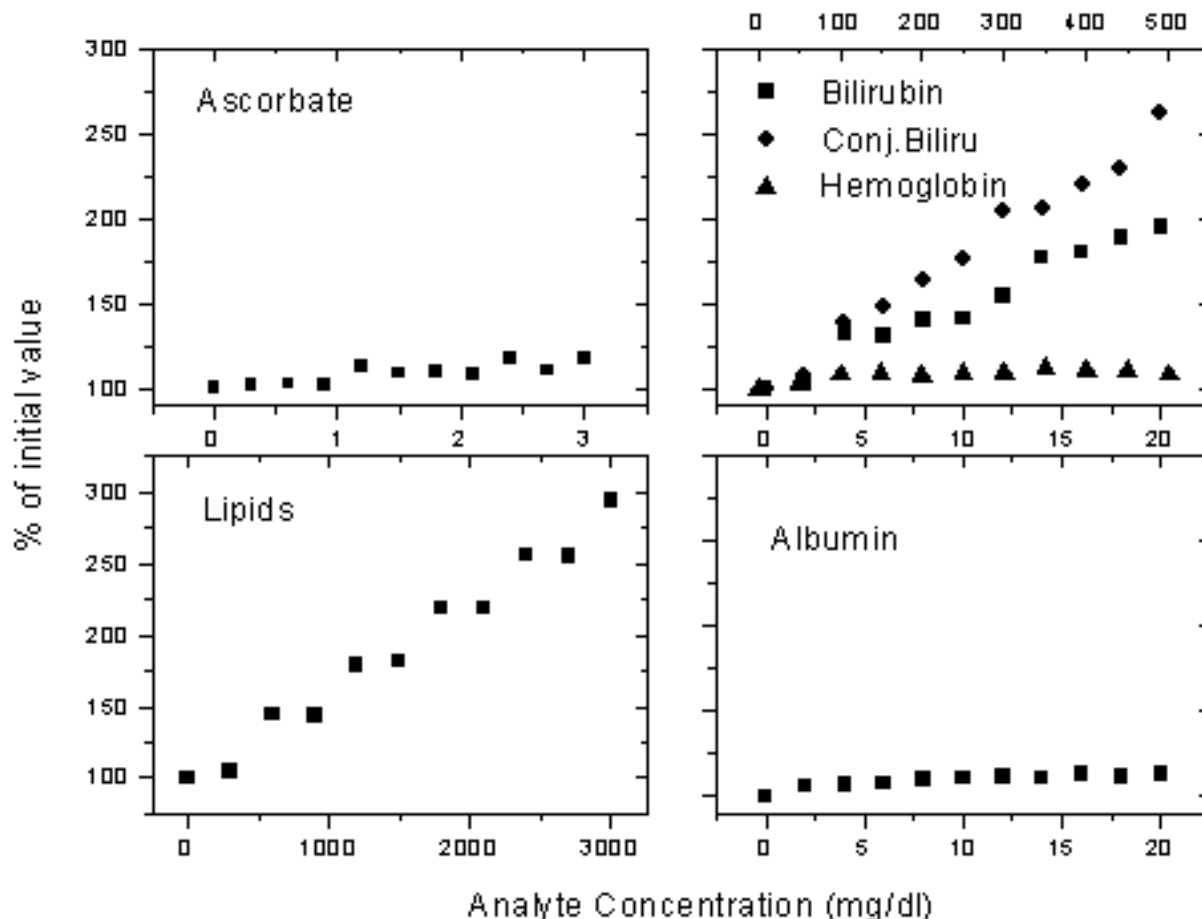 0 100 200 300 400 500
300
250
200
150
100
Ascorbate
0 1 2 3
Bilirubin
Conj.Biliru
Hemoglobin
0 5 10 15 20
% of initial value
300
250
200
150
100
Lipids
0 1000 2000 3000
Albumin
0 5 10 15 20
Analyte Concentration (mg/dl)